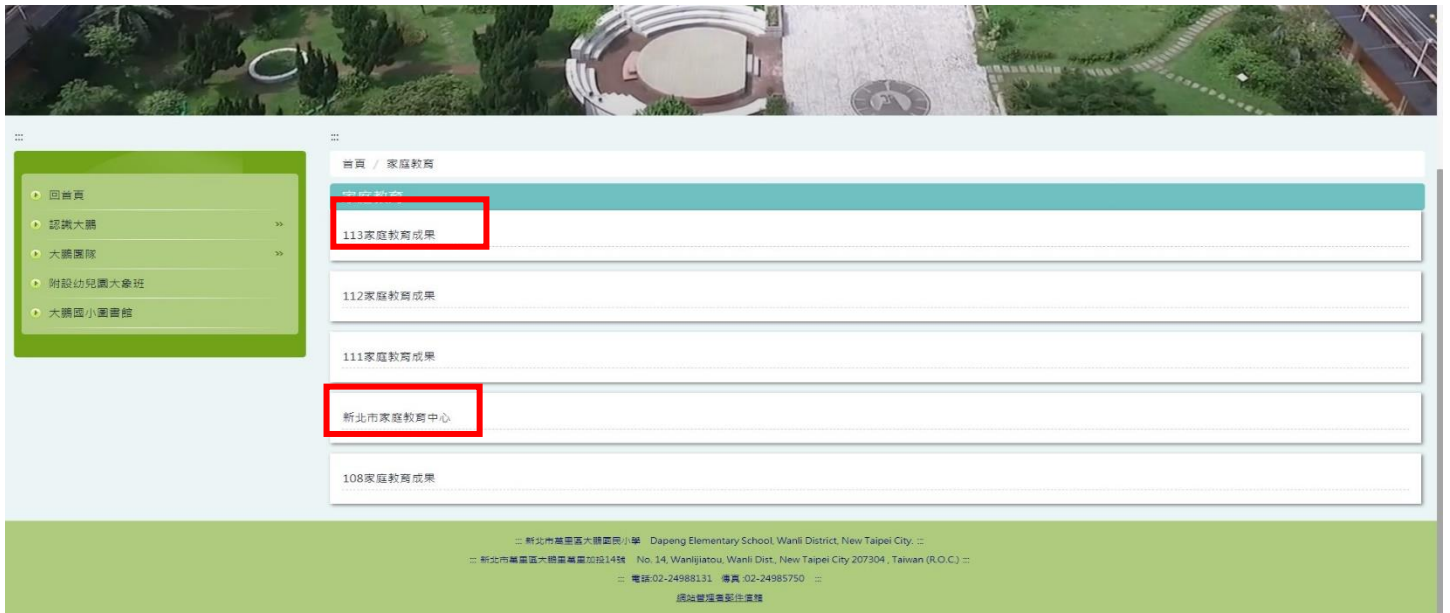 :::
回首頁
認識大鵬 »
大鵬團隊 »
附設幼兒園大象班
大鵬國小圖書館
:::
首頁 / 家庭教育
家庭教育
113家庭教育成果
112家庭教育成果
111家庭教育成果
新北市家庭教育中心
108家庭教育成果
::: 新北市萬里區大鵬國民小學 Dapeng Elementary School, Wanli District, New Taipei City. :::
::: 新北市萬里區大鵬里萬里加投14號 No. 14, Wanlijiatou, Wanli Dist., New Taipei City 207304 , Taiwan (R.O.C.) :::
::: 電話:02-24988131 傳真:02-24985750 :::
網站管理者郵件信箱